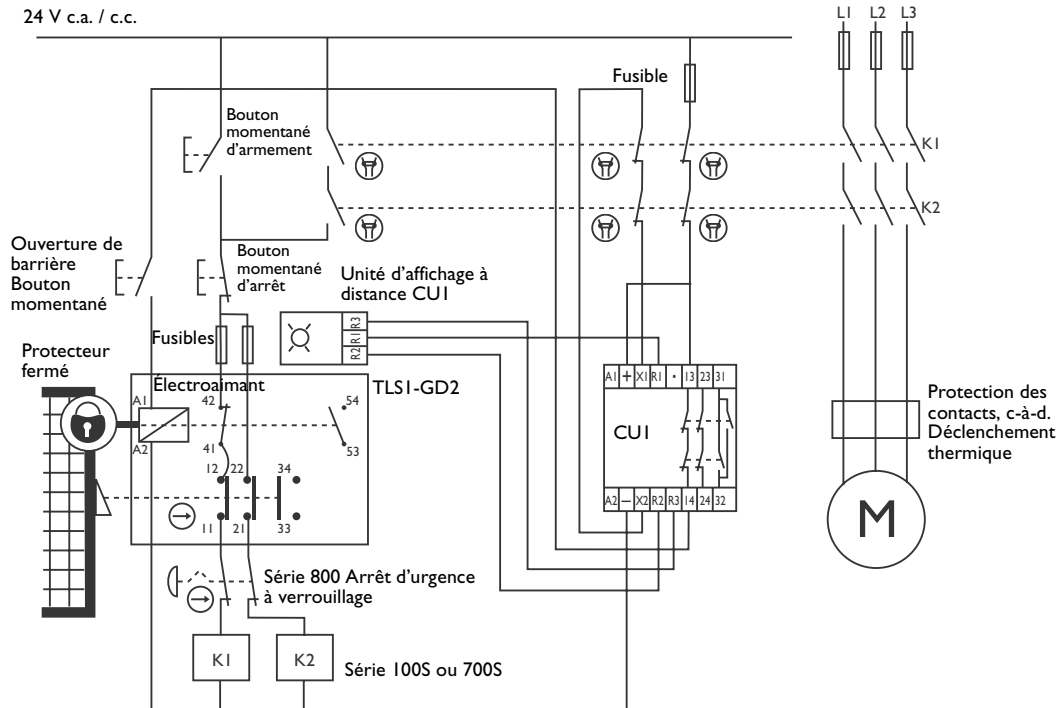 24 V c.a. / c.c.
L1 L2 L3
Fusible
Bouton
momentané
d'armement
K1
K2
Ouverture de
barrière
Bouton
momentané
Bouton
momentané
d'arrêt
Unité d'affichage à
distance CU1
R3
R1
R2
Fusibles
Protecteur
fermé
Électroaimant
TLS1-GD2
A1
A2
42
41
54
53
12 22 34
11 21 33
A1 + X1 R1 · 13 23 31
CU1
A2 – X2 R2 R3 14 24 32
Protection des
contacts, c-à-d.
Déclenchement
thermique
M
Série 800 Arrêt d'urgence
à verrouillage
K1
K2
Série 100S ou 700S